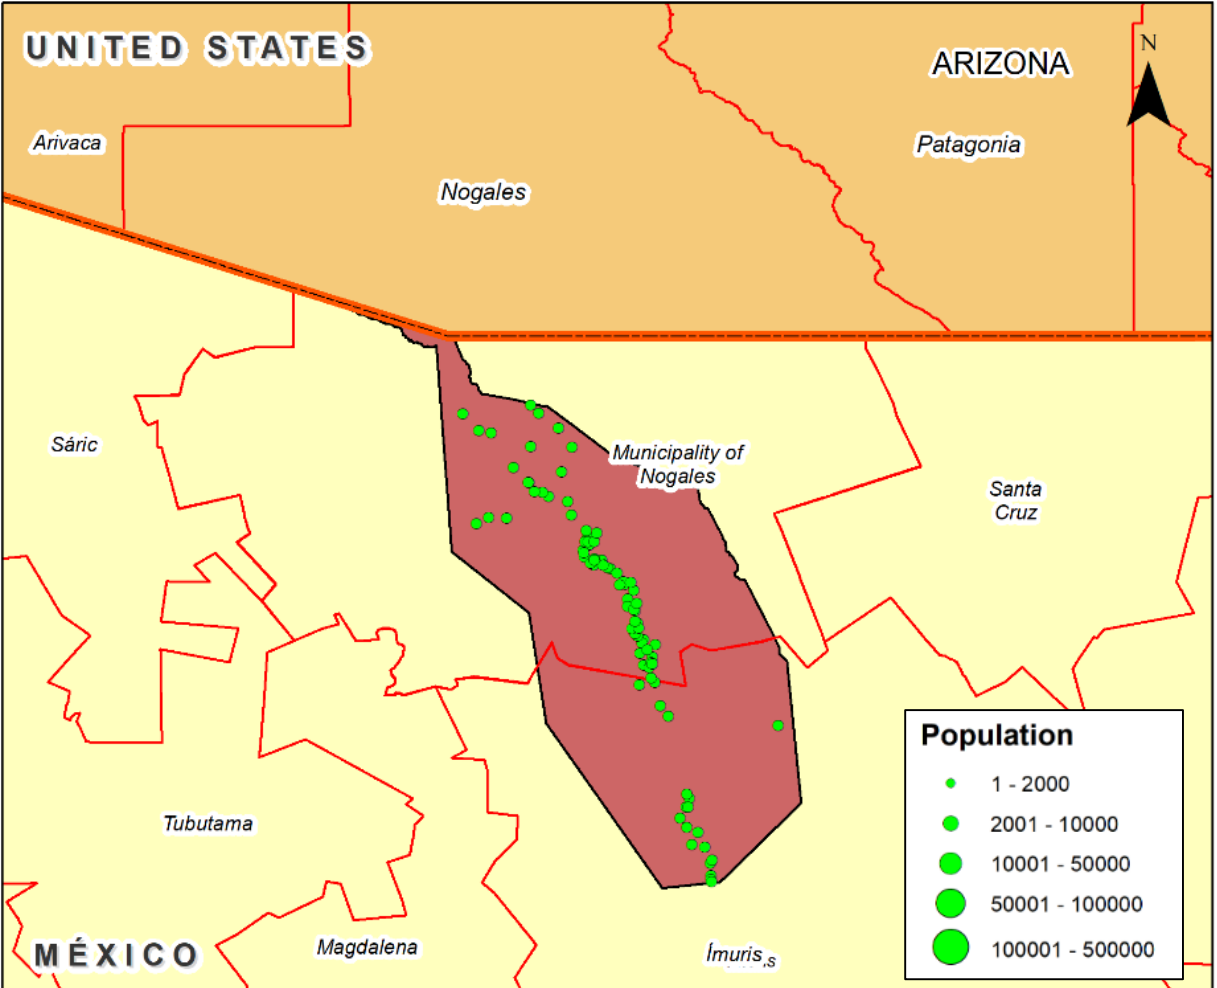 UNITED STATES
ARIZONA
N
Arivaca
Patagonia
Nogales
Sáric
Municipality of
Nogales
Santa
Cruz
Population
1 - 2000
2001 - 10000
10001 - 50000
50001 - 100000
100001 - 500000
Tubutama
MÉXICO
Magdalena
Ímuris